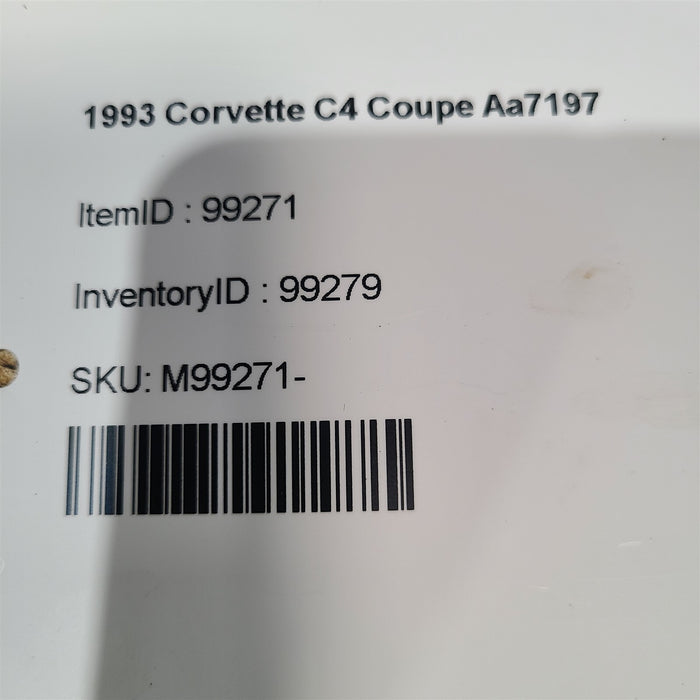 1993 Corvette C4 Coupe Aa7197
ItemID : 99271
InventoryID : 99279
SKU: M99271-